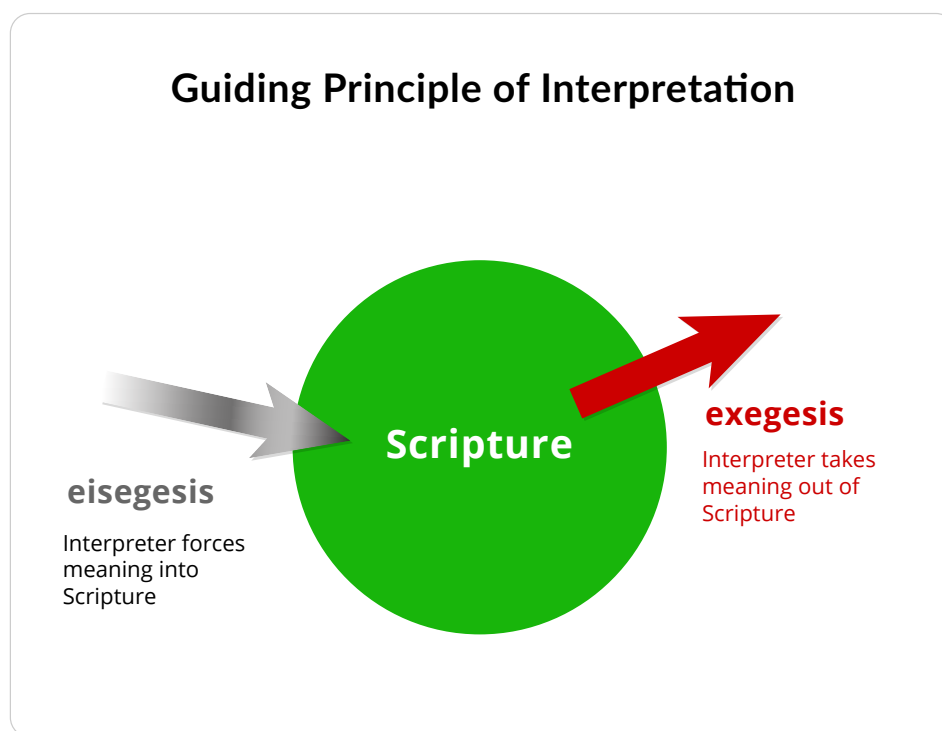 Guiding Principle of Interpretation
Scripture
eisegesis
Interpreter forces
meaning into
Scripture
exegesis
Interpreter takes
meaning out of
Scripture